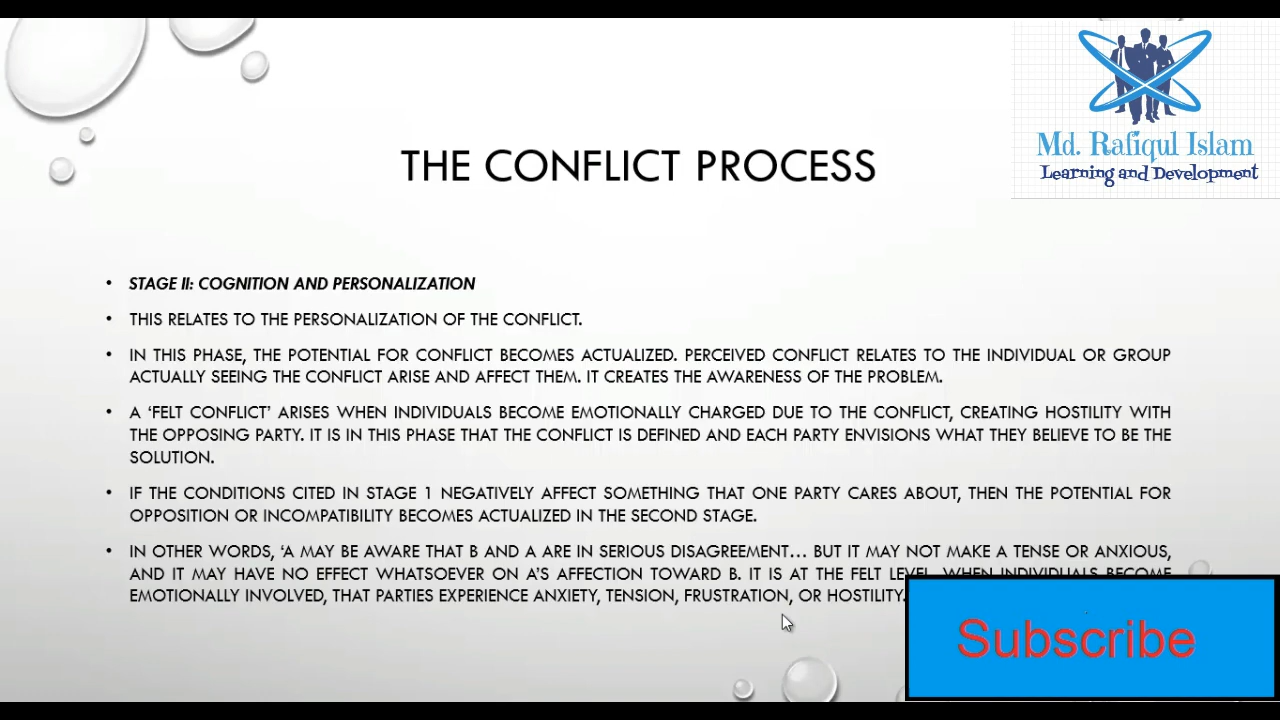 Md. Rafiqul Islam
Learning and Development
THE CONFLICT PROCESS
• STAGE II: COGNITION AND PERSONALIZATION
• THIS RELATES TO THE PERSONALIZATION OF THE CONFLICT.
• IN THIS PHASE, THE POTENTIAL FOR CONFLICT BECOMES ACTUALIZED. PERCEIVED CONFLICT RELATES TO THE INDIVIDUAL OR GROUP
ACTUALLY SEEING THE CONFLICT ARISE AND AFFECT THEM. IT CREATES THE AWARENESS OF THE PROBLEM.
• A ‘FELT CONFLICT’ ARISES WHEN INDIVIDUALS BECOME EMOTIONALLY CHARGED DUE TO THE CONFLICT, CREATING HOSTILITY WITH
THE OPPOSING PARTY. IT IS IN THIS PHASE THAT THE CONFLICT IS DEFINED AND EACH PARTY ENVISIONS WHAT THEY BELIEVE TO BE THE
SOLUTION.
• IF THE CONDITIONS CITED IN STAGE 1 NEGATIVELY AFFECT SOMETHING THAT ONE PARTY CARES ABOUT, THEN THE POTENTIAL FOR
OPPOSITION OR INCOMPATIBILITY BECOMES ACTUALIZED IN THE SECOND STAGE.
• IN OTHER WORDS, ‘A MAY BE AWARE THAT B AND A ARE IN SERIOUS DISAGREEMENT… BUT IT MAY NOT MAKE A TENSE OR ANXIOUS,
AND IT MAY HAVE NO EFFECT WHATSOEVER ON A’S AFFECTION TOWARD B. IT IS AT THE FELT LEVEL, WHEN INDIVIDUALS BECOME
EMOTIONALLY INVOLVED, THAT PARTIES EXPERIENCE ANXIETY, TENSION, FRUSTRATION, OR HOSTILITY.
Subscribe